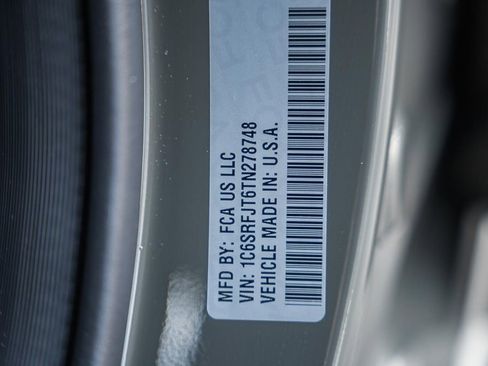 MFD BY: FCA US LLC
VIN: 1C6SRFJT6TN278748
VEHICLE MADE IN: U.S.A.